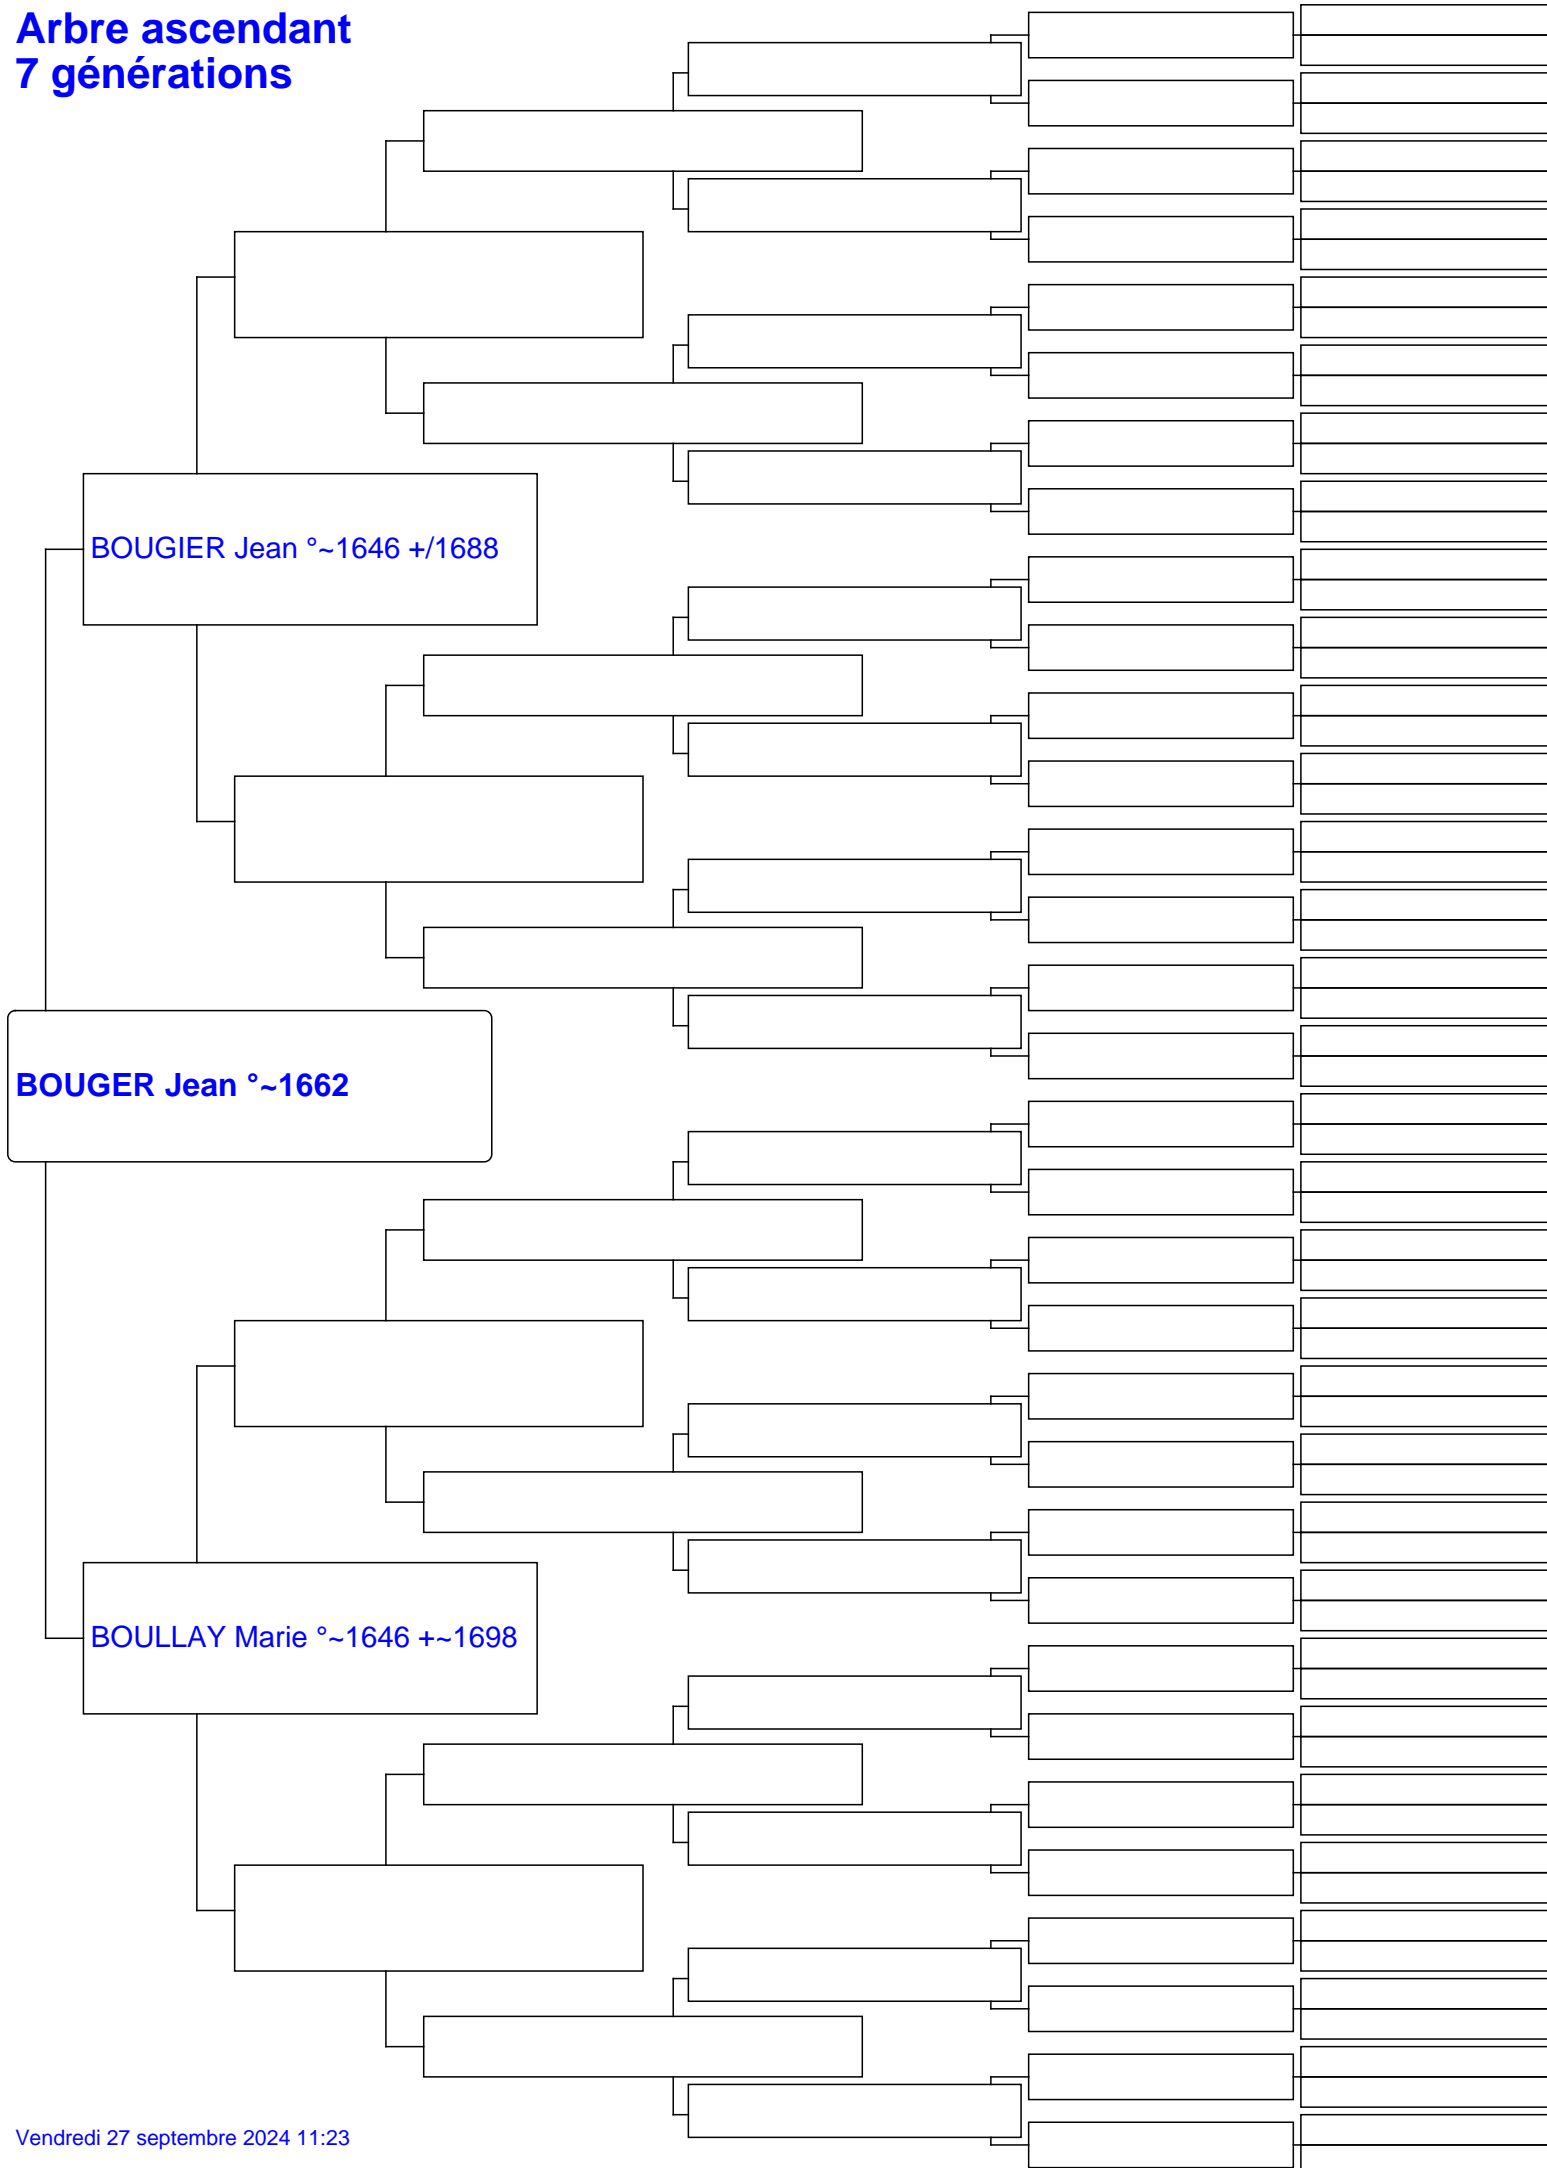 Arbre ascendant
7 générations
BOUGIER Jean °~1646 +/1688
BOUGER Jean °~1662
BOULLAY Marie °~1646 +~1698
Vendredi 27 septembre 2024 11:23